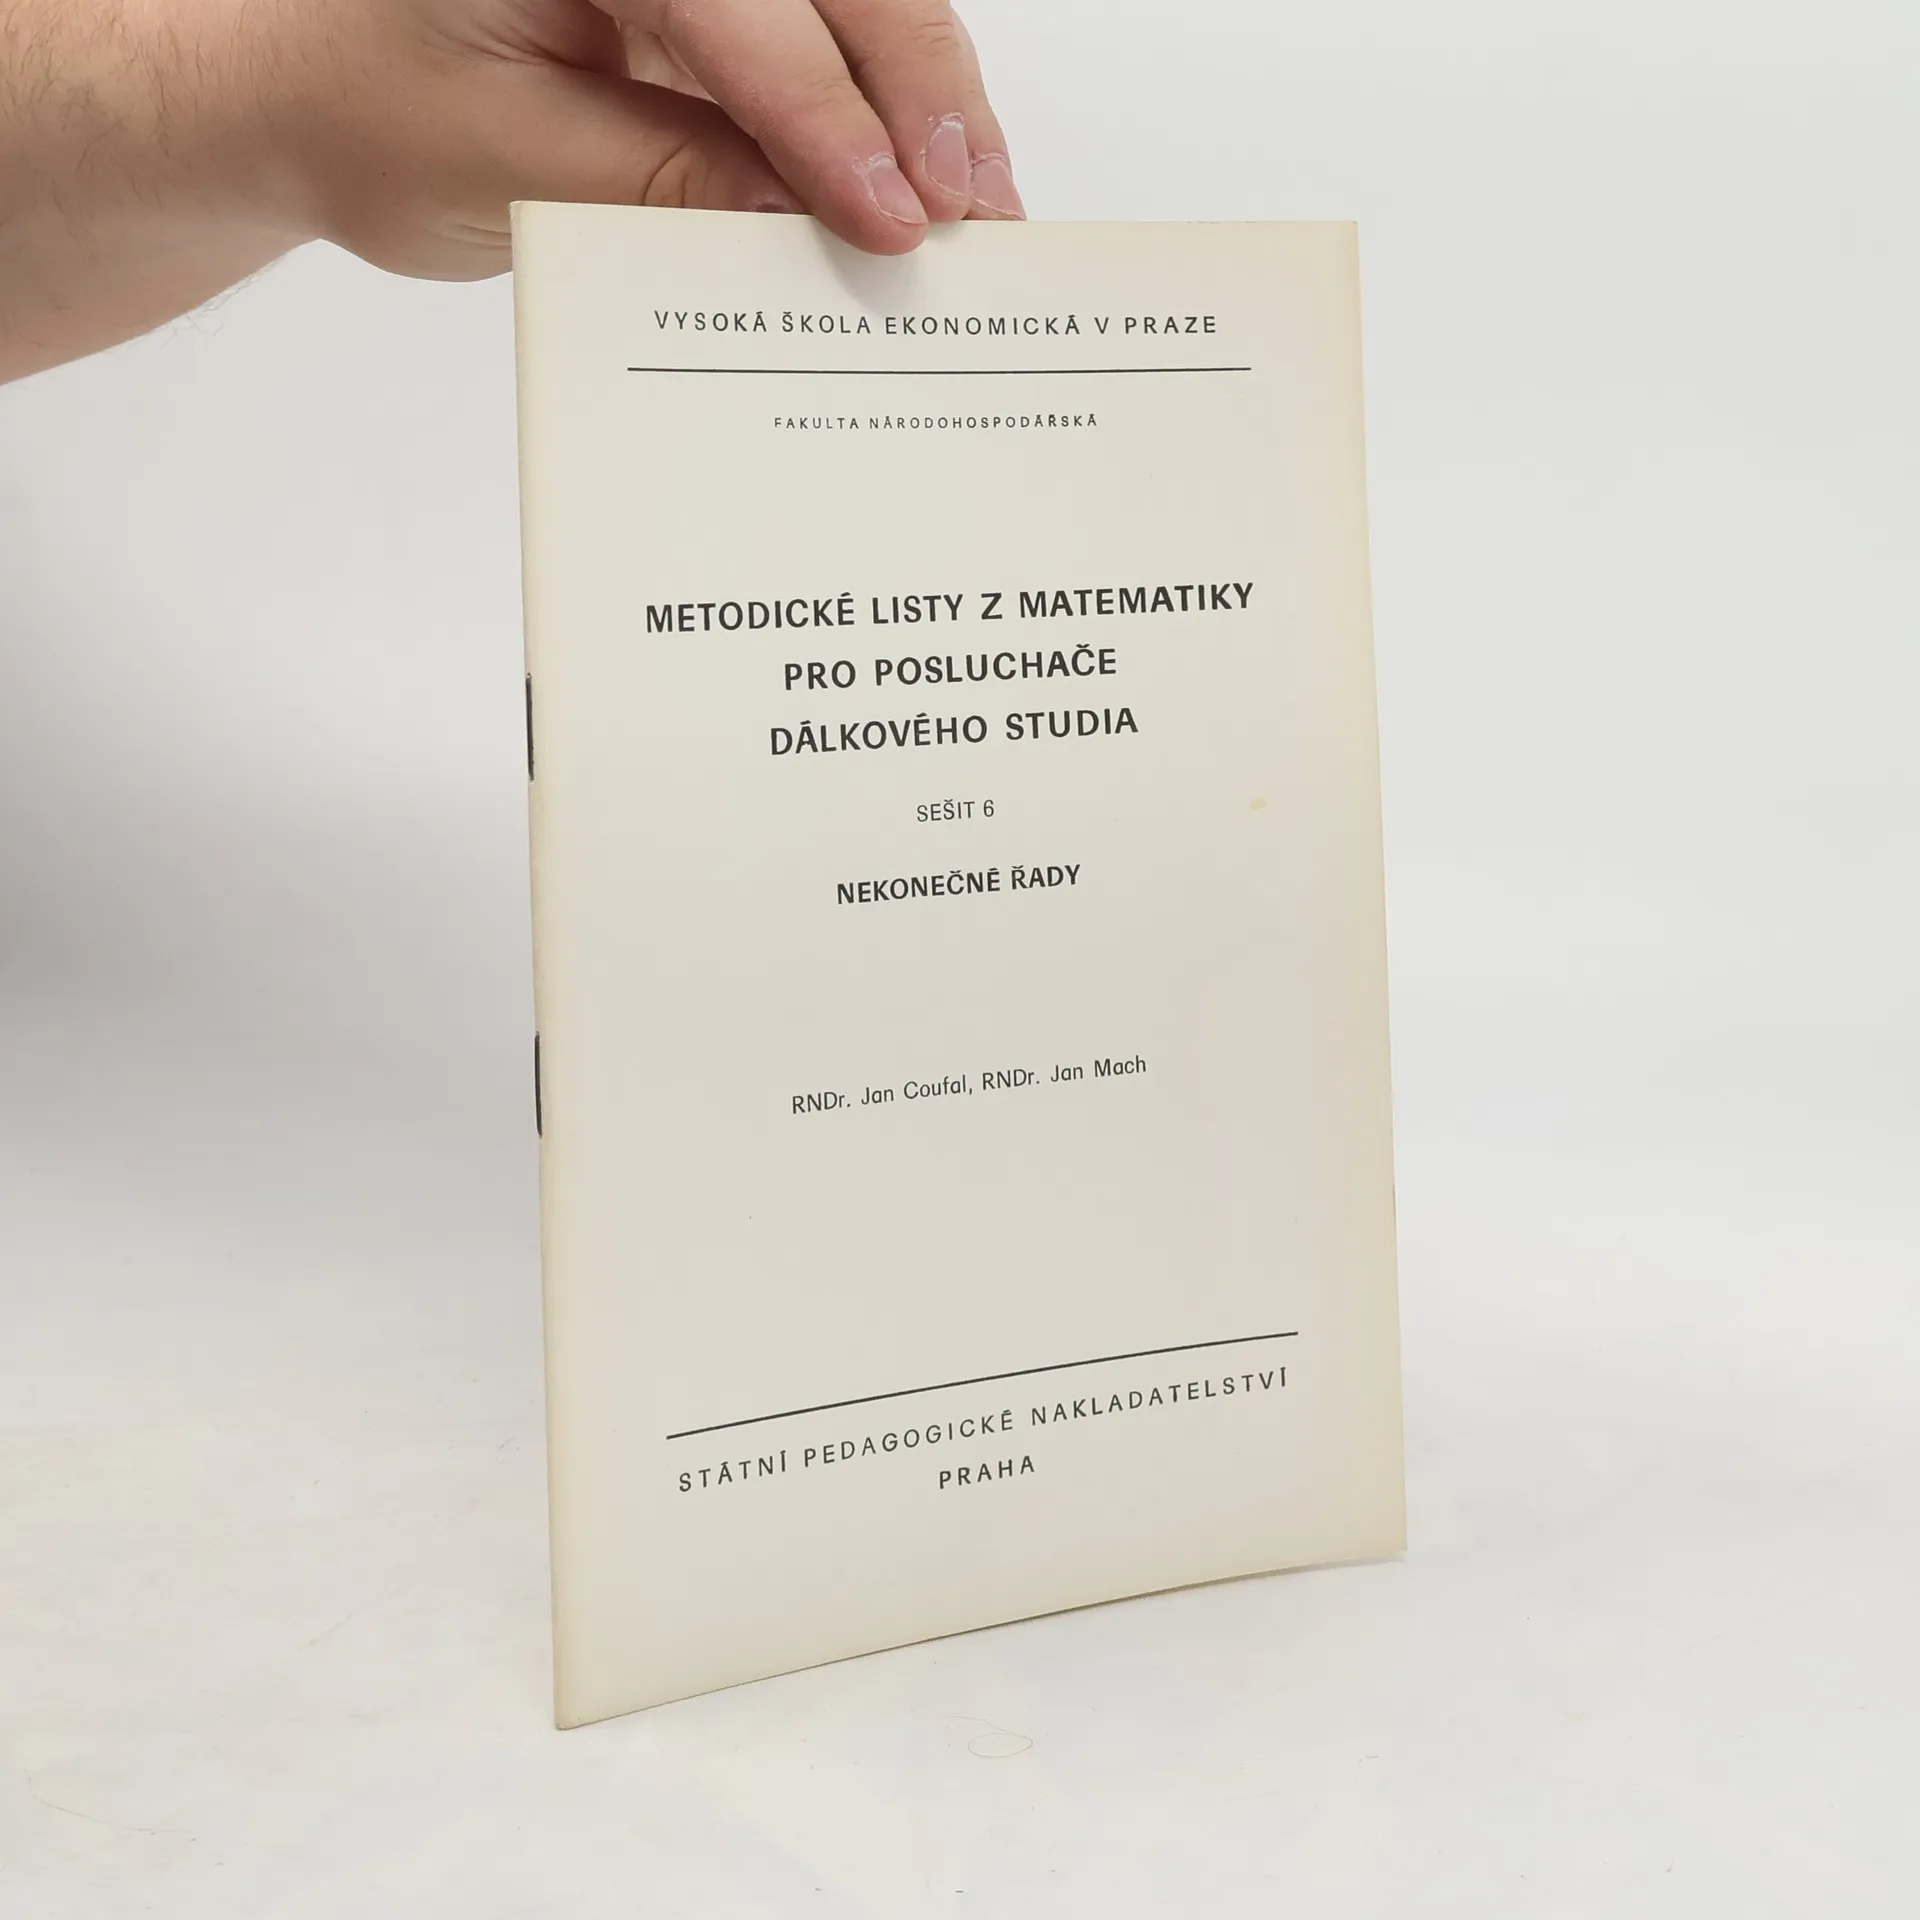 VYSOKÁ ŠKOLA EKONOMICKÁ V PRAZE
FAKULTA NÁRODOHOSPODÁŘSKÁ
METODICKÉ LISTY Z MATEMATIKY
PRO POSLUCHAČE
DÁLKOVÉHO STUDIA
SEŠIT 6
NEKONEČNÉ ŘADY
RNDr. Jan Coufal, RNDr. Jan Mach
STÁTNÍ PEDAGOGICKÉ NAKLADATELSTVÍ
PRAHA